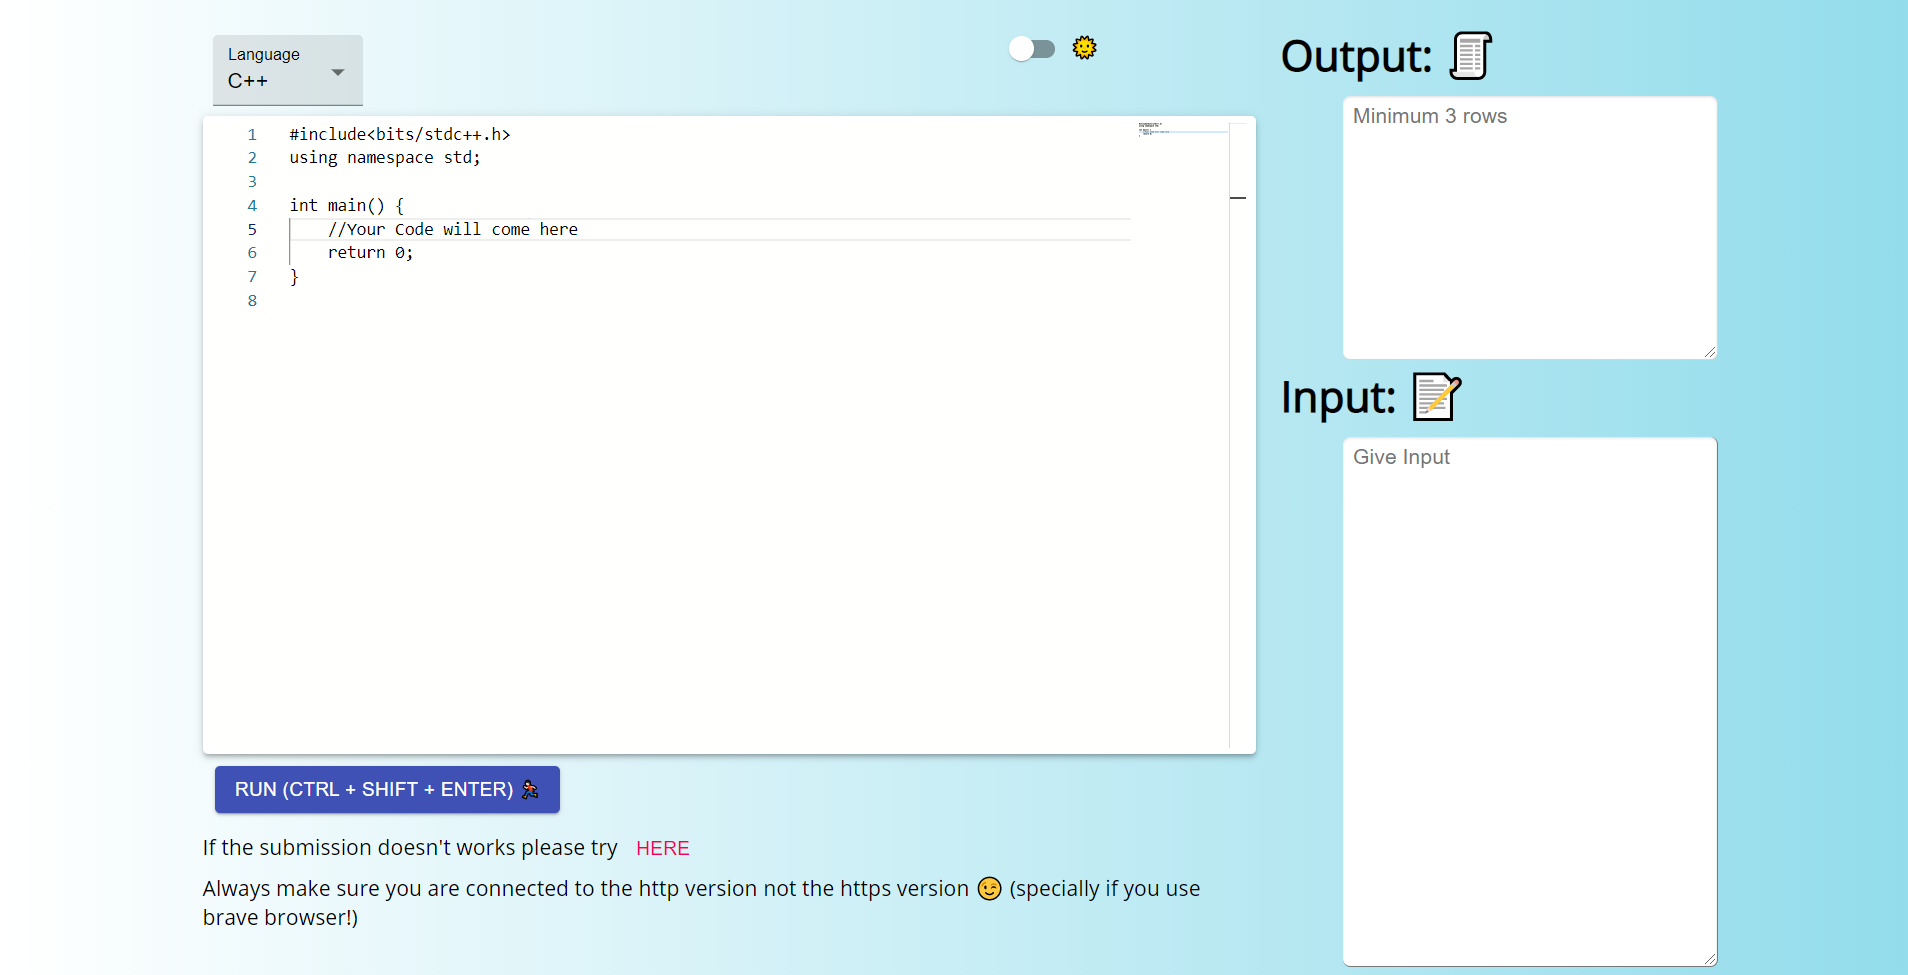 Language
C++
1 #include<bits/stdc++.h>
2 using namespace std;
3
4 int main() {
5 //Your Code will come here
6 return 0;
7 }
8
RUN (CTRL + SHIFT + ENTER)
If the submission doesn't works please try HERE
Always make sure you are connected to the http version not the https version 😉 (specially if you use
brave browser!)
Output:
Minimum 3 rows
Input:
Give Input